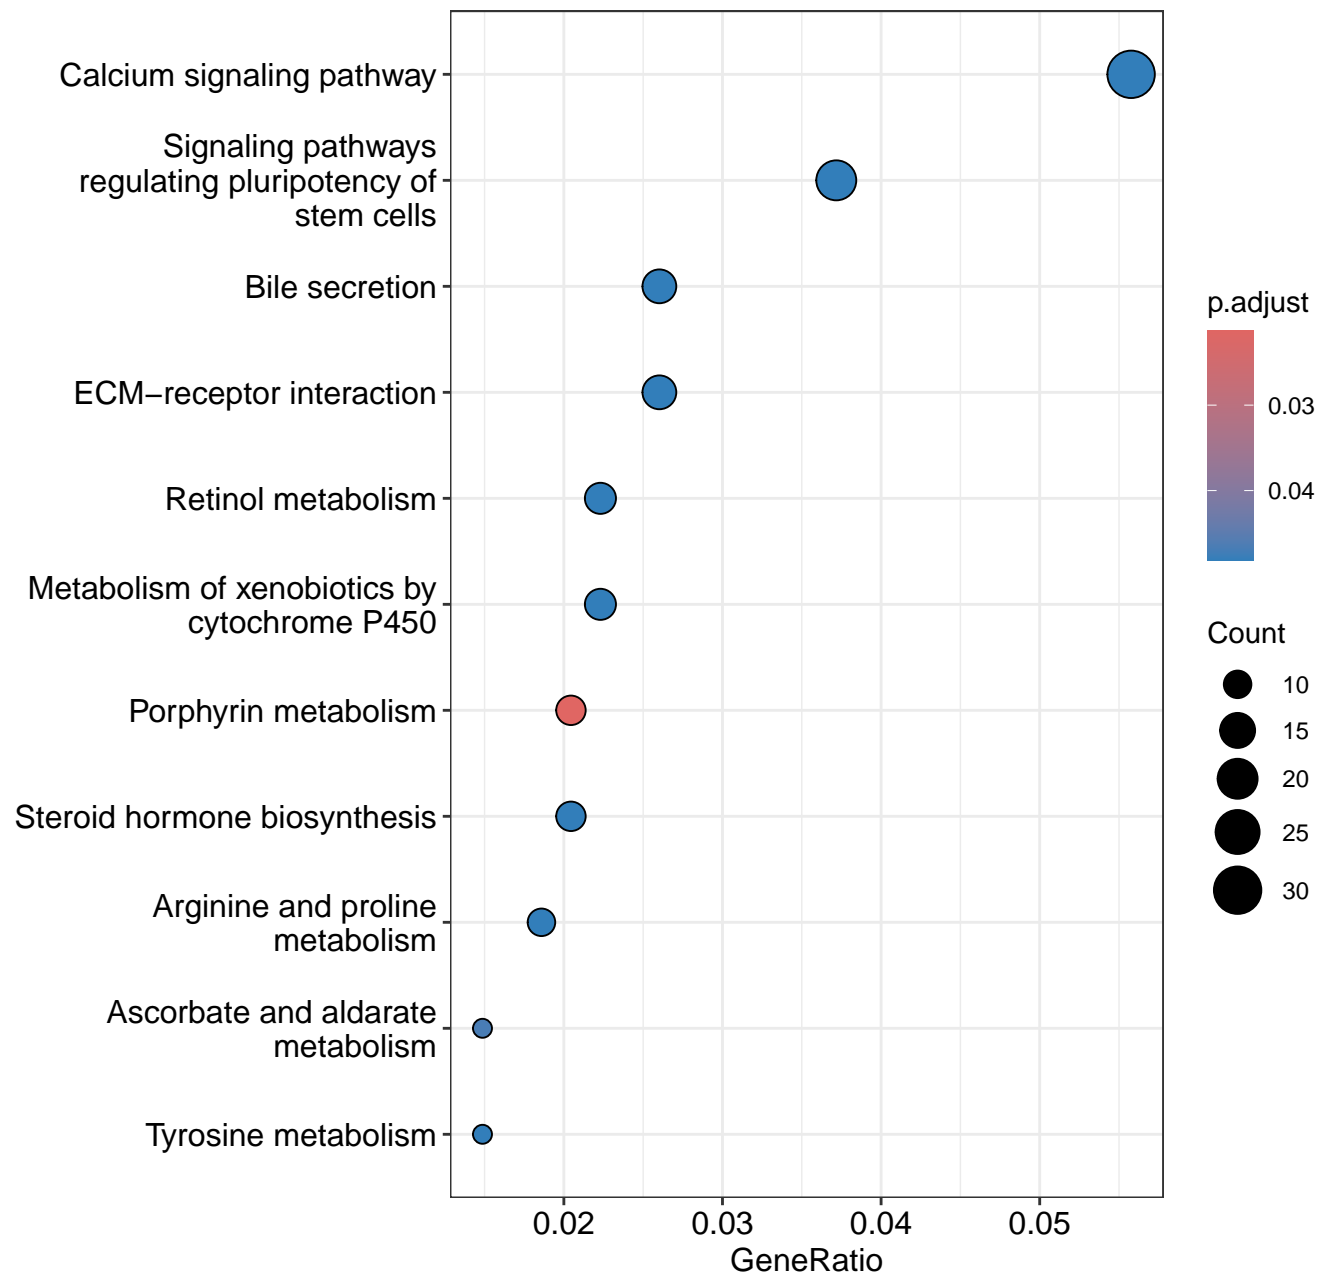 Calcium signaling pathway
Signaling pathways
regulating pluripotency of
stem cells
Bile secretion
ECM−receptor interaction
Retinol metabolism
Metabolism of xenobiotics by
cytochrome P450
Porphyrin metabolism
Steroid hormone biosynthesis
Arginine and proline
metabolism
Ascorbate and aldarate
metabolism
Tyrosine metabolism
0.02
0.03
0.04
0.05
GeneRatio
p.adjust
0.03
0.04
Count
10
15
20
25
30